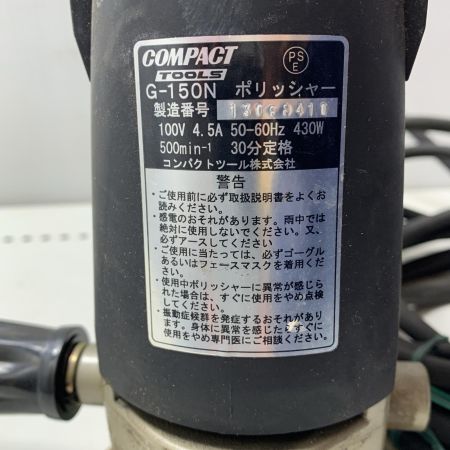 COMPACT
TOOLS
PS
E
G-150N ポリッシャー
製造番号
100V 4.5A 50-60Hz 430W
500min-1 30分定格
コンパクトツール株式会社
警告
・ご使用前に必ず取扱説明書をよくお
読みください。
・感電のおそれがあります。雨中では
絶対に使用しないでください。又、
必ずアースしてください
・ご使用に当たっては、必ずゴーグル
あるいはフェースマスクを着用くだ
さい。
・使用中ポリッシャーに異常が感じら
れた場合は、すぐに使用をやめ点検
してください。
・振動症候群を発症するおそれがあり
ます。身体に異常を感じたらすぐに
使用をやめ専門医にご相談ください